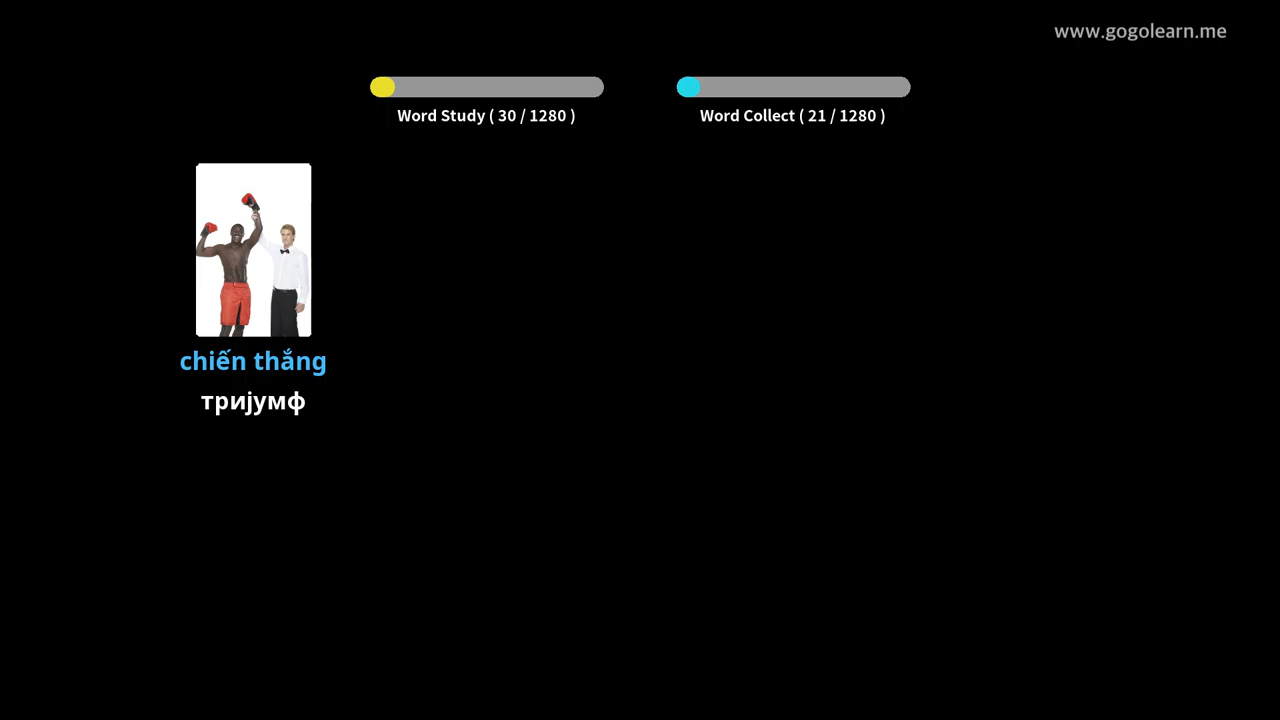 www.gogolearn.me
Word Study ( 30 / 1280 )
Word Collect ( 21 / 1280 )
chiến thắng
тријумф